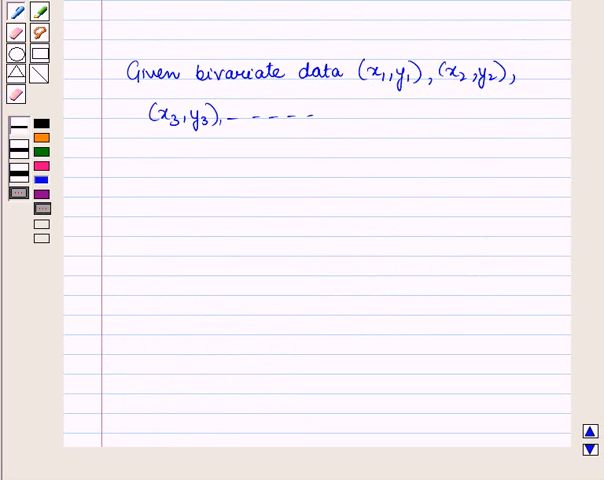 Given bivariate data (x₁,y₁), (x₂,y₂),
(x₃,y₃), – – – – – –